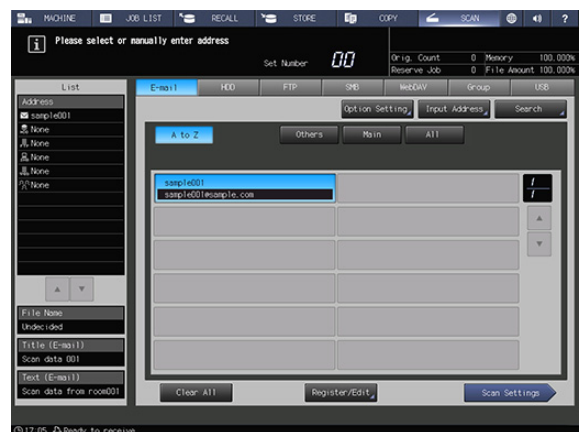 MACHINE JOB LIST RECALL STORE COPY SCAN
Please select or manually enter address
Set Number 00
Orig. Count 0 Memory 100.000%
Reserve Job 0 File Amount 100.000%
List
Address
sample001
None
None
None
None
None
File Name
Undecided
Title (E-mail)
Scan data 001
Text (E-mail)
Scan data from room001
E-mail HDD FTP SMB WebDAV Group USB
Option Setting Input Address Search
A to Z Others Main All
sample001
sample001@sample.com
1
1
Clear All Register/Edit Scan Settings
17:05 Ready to receive